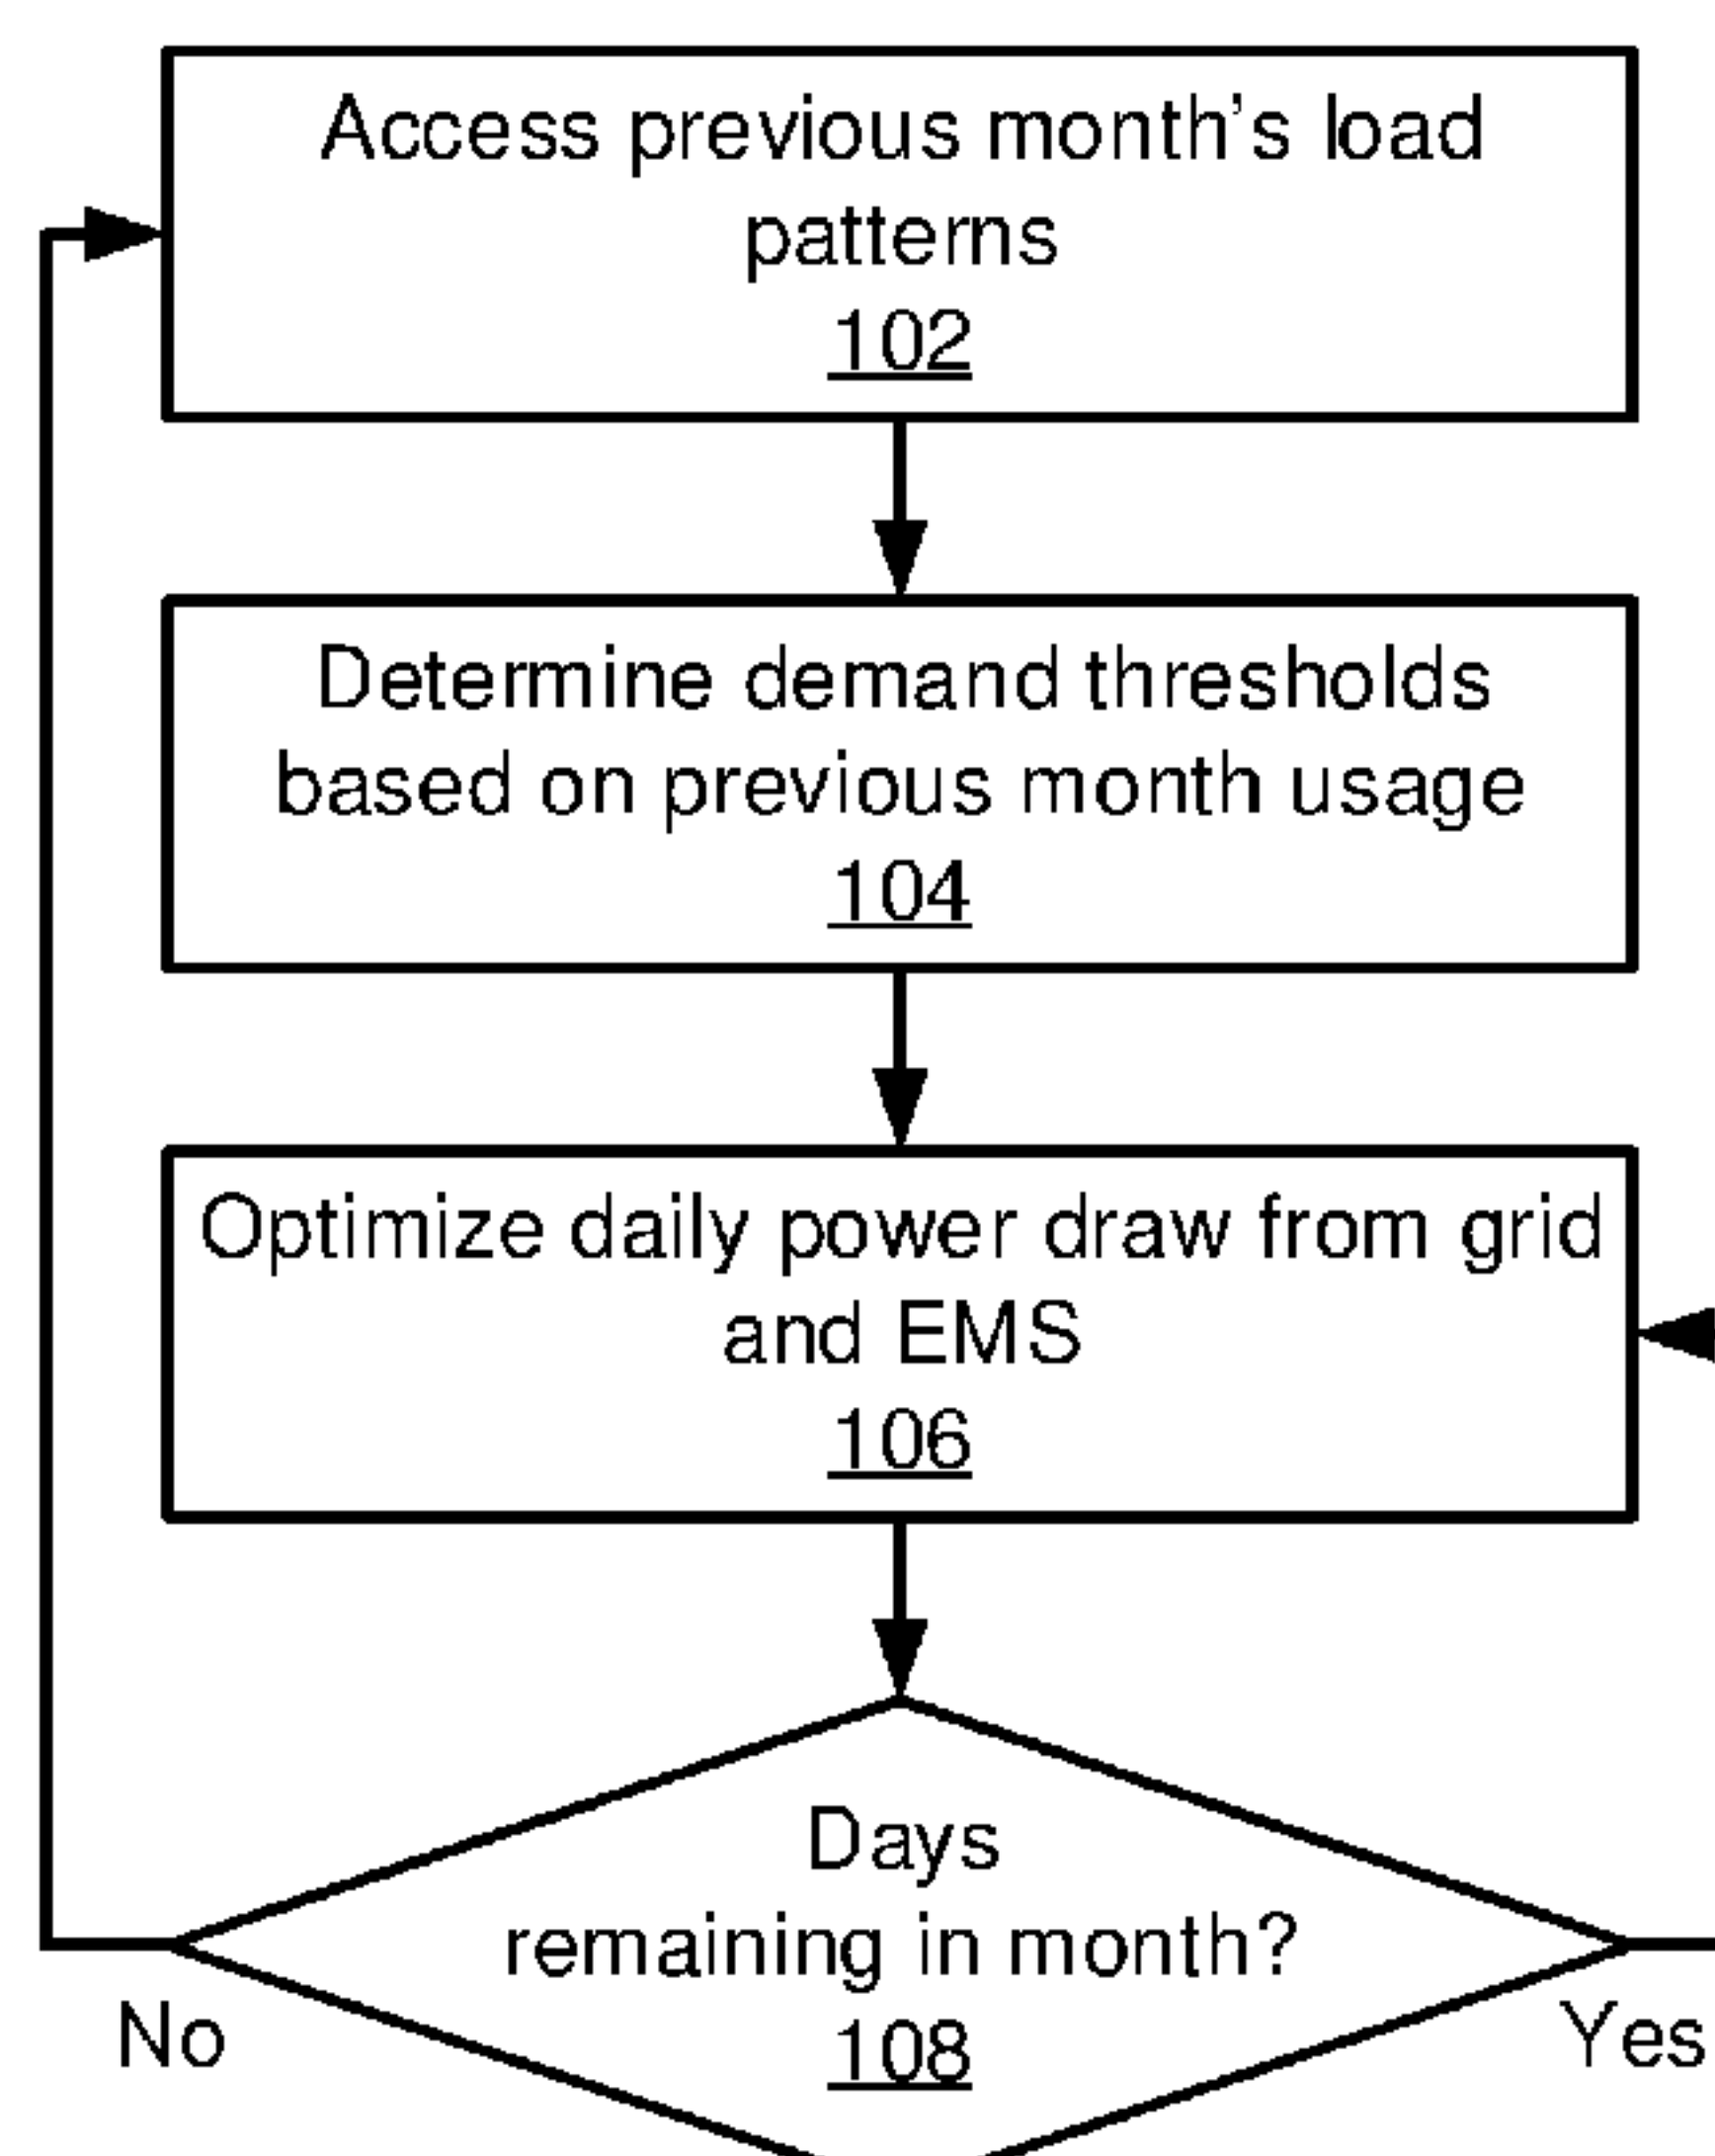 Access previous month's load
patterns
102
Determine demand thresholds
based on previous month usage
104
Optimize daily power draw from grid
and EMS
106
Days
remaining in month?
108
No
Yes